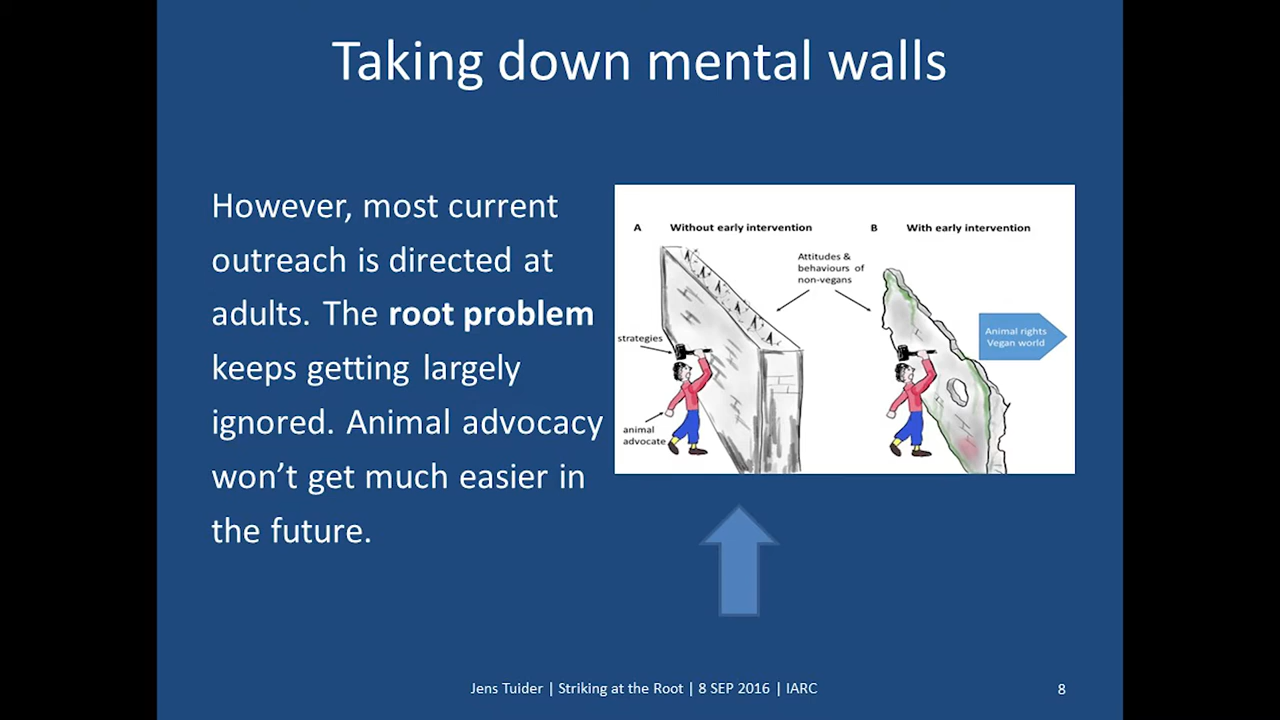 Taking down mental walls
However, most current
outreach is directed at
adults. The root problem
keeps getting largely
ignored. Animal advocacy
won't get much easier in
the future.
A Without early intervention
B With early intervention
Attitudes &
behaviours of
non-vegans
strategies
animal
advocate
Animal rights
Vegan world
Jens Tuider | Striking at the Root | 8 SEP 2016 | IARC
8